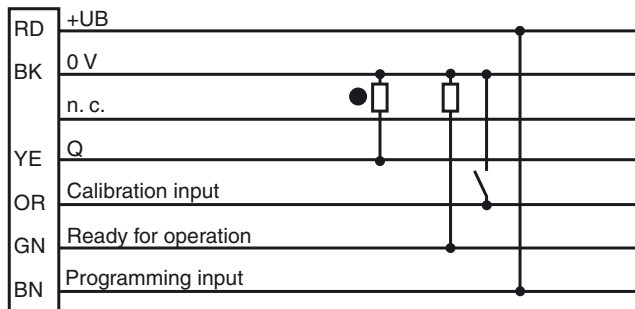 RD +UB
BK 0 V
n. c.
YE Q
OR Calibration input
GN Ready for operation
BN Programming input